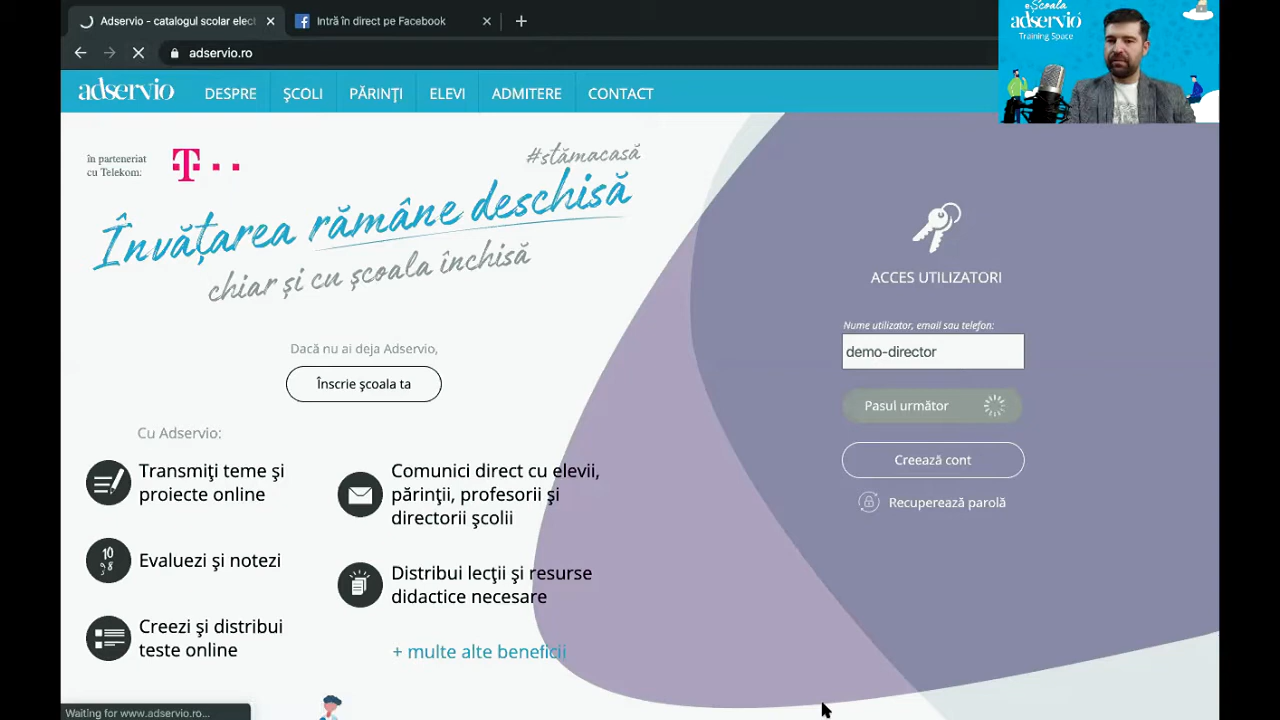 Adservio - catalogul scolar elect
Intră în direct pe Facebook
adservio.ro
adservio
DESPRE
ŞCOLI
PĂRINŢI
ELEVI
ADMITERE
CONTACT
eȘcoala
adservio
Training Space
în parteneriat
cu Telekom:
T
#stămacasă
Învățarea rămâne deschisă
chiar și cu școala închisă
Dacă nu ai deja Adservio,
Înscrie şcoala ta
Cu Adservio:
Transmiţi teme şi
proiecte online
Evaluezi şi notezi
Creezi şi distribui
teste online
Comunici direct cu elevii,
părinţii, profesorii şi
directorii şcolii
Distribui lecţii şi resurse
didactice necesare
+ multe alte beneficii
ACCES UTILIZATORI
Nume utilizator, email sau telefon:
demo-director
Pasul următor
Creează cont
Recuperează parolă
Waiting for www.adservio.ro...